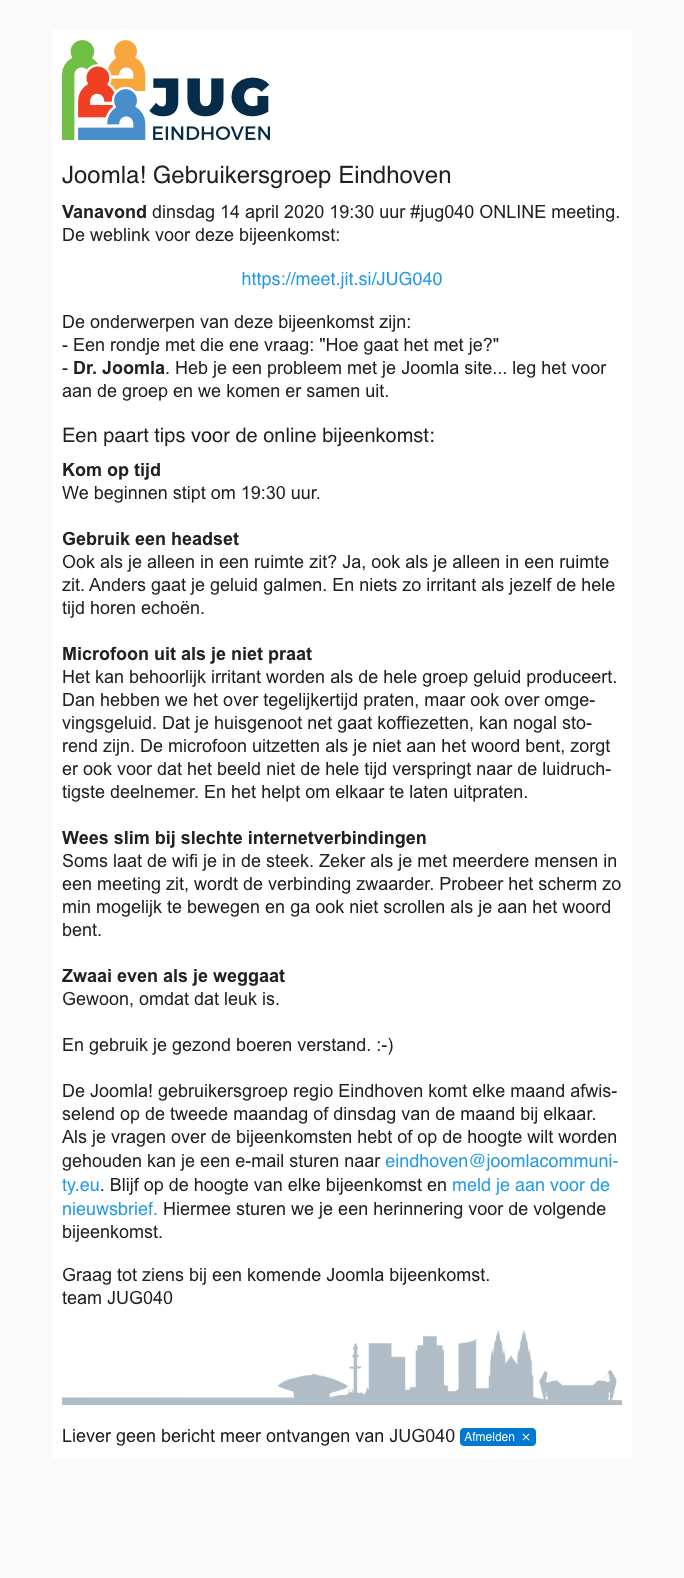 JUG
EINDHOVEN
Joomla! Gebruikersgroep Eindhoven
Vanavond dinsdag 14 april 2020 19:30 uur #jug040 ONLINE meeting.
De weblink voor deze bijeenkomst:
https://meet.jit.si/JUG040
De onderwerpen van deze bijeenkomst zijn:
- Een rondje met die ene vraag: "Hoe gaat het met je?"
- Dr. Joomla. Heb je een probleem met je Joomla site... leg het voor
aan de groep en we komen er samen uit.
Een paart tips voor de online bijeenkomst:
Kom op tijd
We beginnen stipt om 19:30 uur.
Gebruik een headset
Ook als je alleen in een ruimte zit? Ja, ook als je alleen in een ruimte
zit. Anders gaat je geluid galmen. En niets zo irritant als jezelf de hele
tijd horen echoën.
Microfoon uit als je niet praat
Het kan behoorlijk irritant worden als de hele groep geluid produceert.
Dan hebben we het over tegelijkertijd praten, maar ook over omge-
vingsgeluid. Dat je huisgenoot net gaat koffiezetten, kan nogal sto-
rend zijn. De microfoon uitzetten als je niet aan het woord bent, zorgt
er ook voor dat het beeld niet de hele tijd verspringt naar de luidruch-
tigste deelnemer. En het helpt om elkaar te laten uitpraten.
Wees slim bij slechte internetverbindingen
Soms laat de wifi je in de steek. Zeker als je met meerdere mensen in
een meeting zit, wordt de verbinding zwaarder. Probeer het scherm zo
min mogelijk te bewegen en ga ook niet scrollen als je aan het woord
bent.
Zwaai even als je weggaat
Gewoon, omdat dat leuk is.
En gebruik je gezond boeren verstand. :-)
De Joomla! gebruikersgroep regio Eindhoven komt elke maand afwis-
selend op de tweede maandag of dinsdag van de maand bij elkaar.
Als je vragen over de bijeenkomsten hebt of op de hoogte wilt worden
gehouden kan je een e-mail sturen naar eindhoven@joomlacommuni-
ty.eu. Blijf op de hoogte van elke bijeenkomst en meld je aan voor de
nieuwsbrief. Hiermee sturen we je een herinnering voor de volgende
bijeenkomst.
Graag tot ziens bij een komende Joomla bijeenkomst.
team JUG040
Liever geen bericht meer ontvangen van JUG040 Afmelden ×